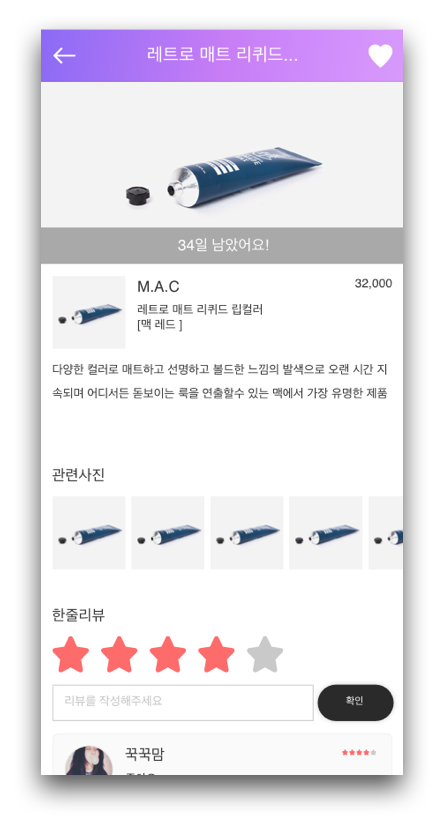 레트로 매트 리퀴드...
34일 남았어요!
M.A.C
32,000
레트로 매트 리퀴드 립컬러
[맥 레드 ]
다양한 컬러로 매트하고 선명하고 볼드한 느낌의 발색으로 오랜 시간 지
속되며 어디서든 돋보이는 룩을 연출할수 있는 맥에서 가장 유명한 제품
관련사진
한줄리뷰
리뷰를 작성해주세요
확인
꾹꾹맘